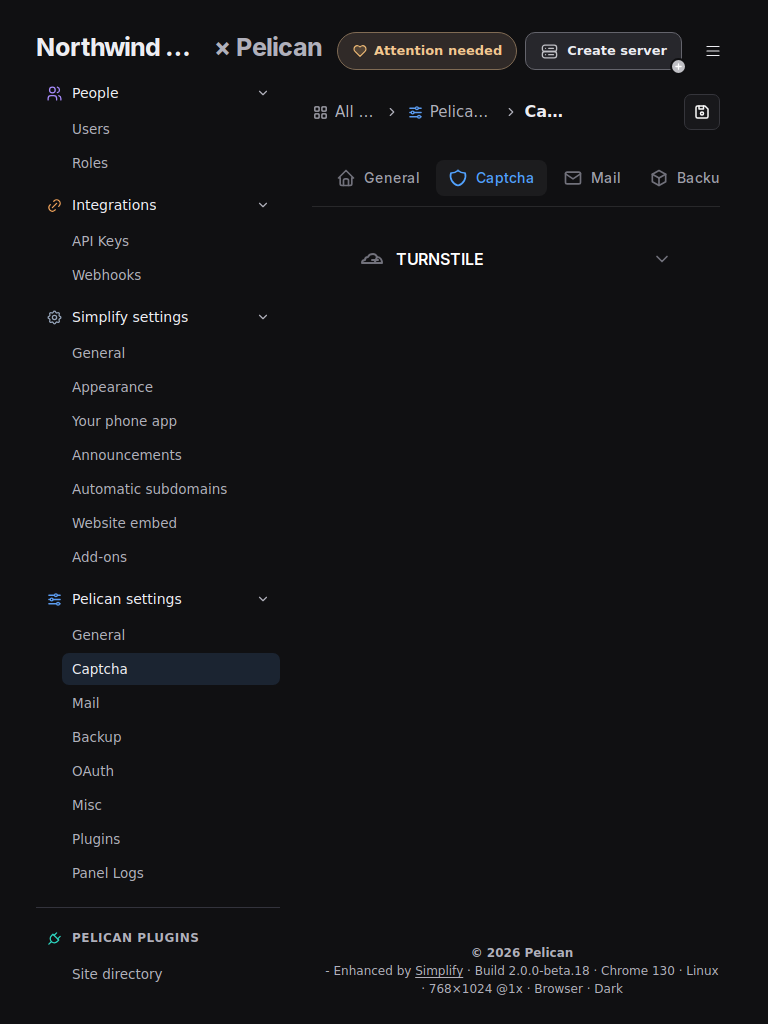 Northwind ... × Pelican
Attention needed
Create server
People
Users
Roles
Integrations
API Keys
Webhooks
Simplify settings
General
Appearance
Your phone app
Announcements
Automatic subdomains
Website embed
Add-ons
Pelican settings
General
Captcha
Mail
Backup
OAuth
Misc
Plugins
Panel Logs
PELICAN PLUGINS
Site directory
All ... > Pelica... > Ca...
General
Captcha
Mail
Backu
TURNSTILE
© 2026 Pelican
- Enhanced by Simplify · Build 2.0.0-beta.18 · Chrome 130 · Linux
· 768×1024 @1x · Browser · Dark